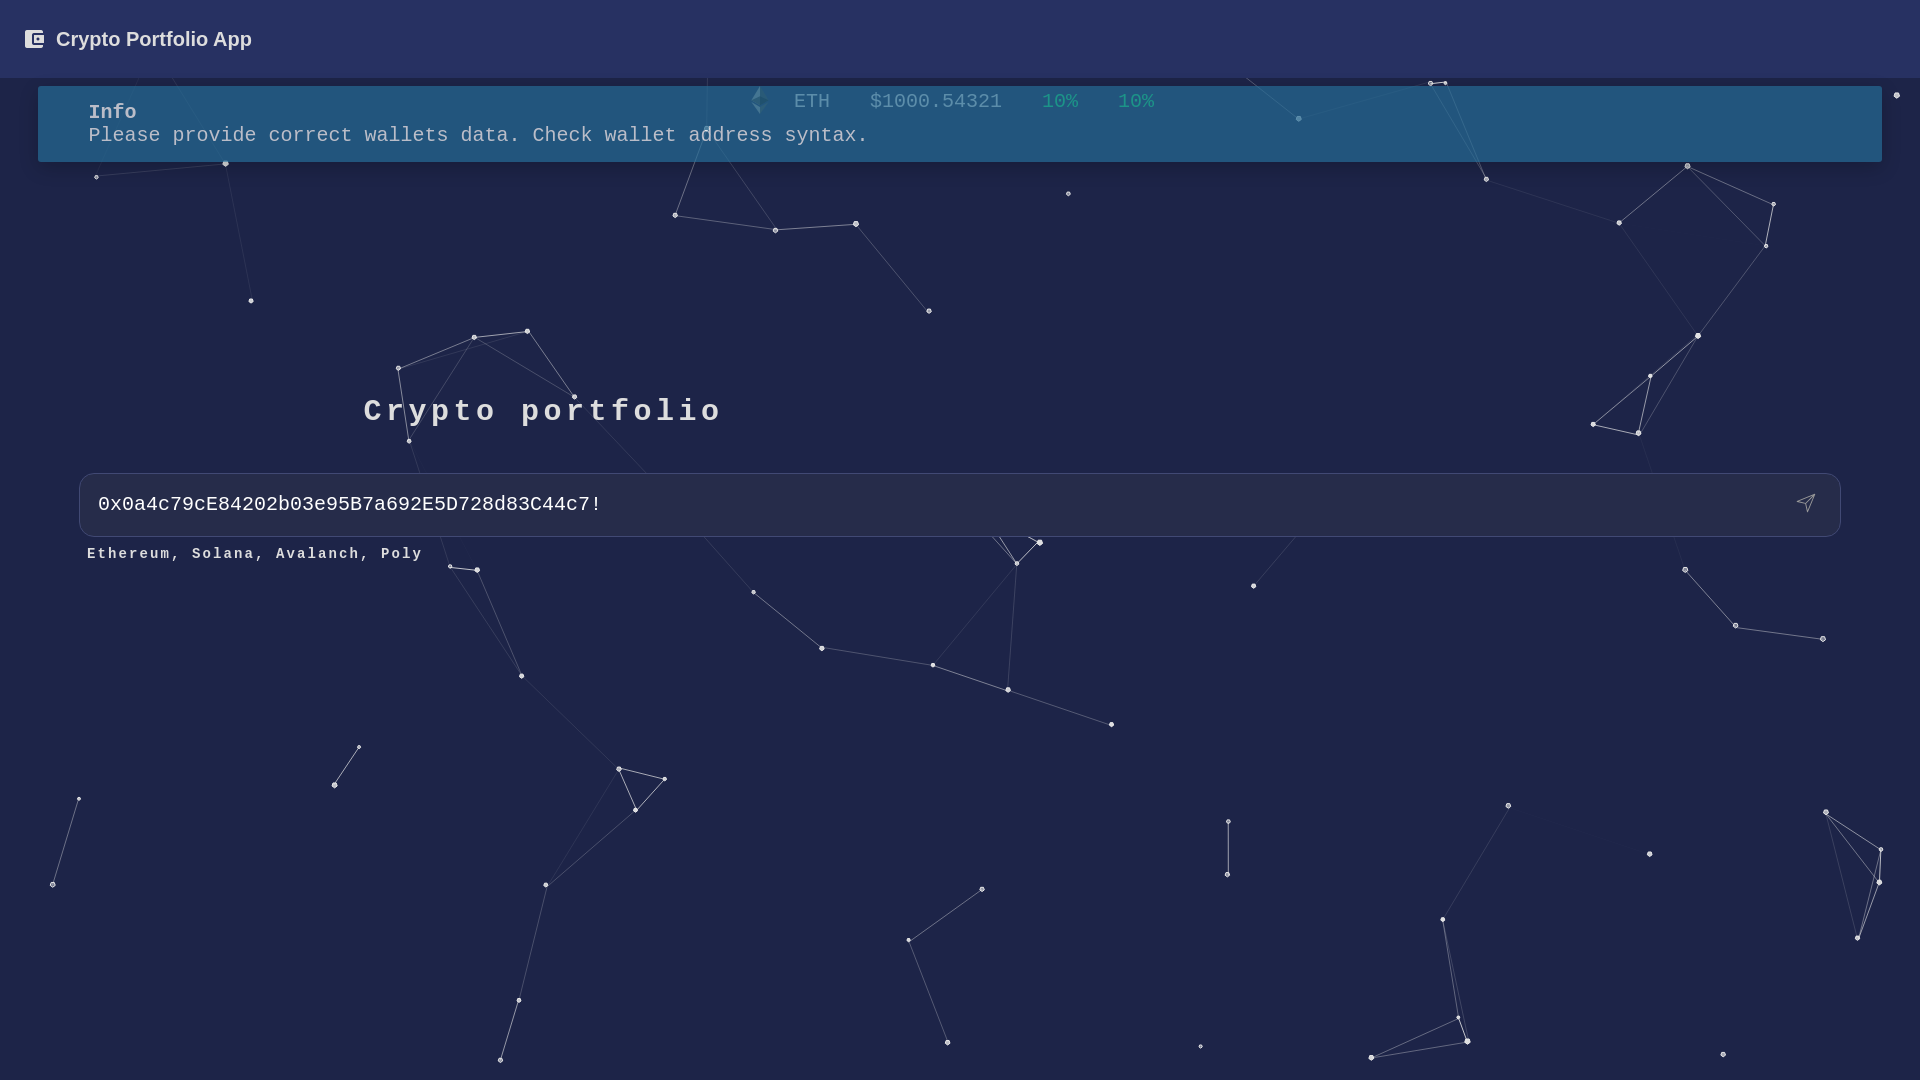 Crypto Portfolio App
ETH $1000.54321 10% 10%
Info
Please provide correct wallets data. Check wallet address syntax.
Crypto portfolio
0x0a4c79cE84202b03e95B7a692E5D728d83C44c7!
Ethereum, Solana, Avalanch, Poly